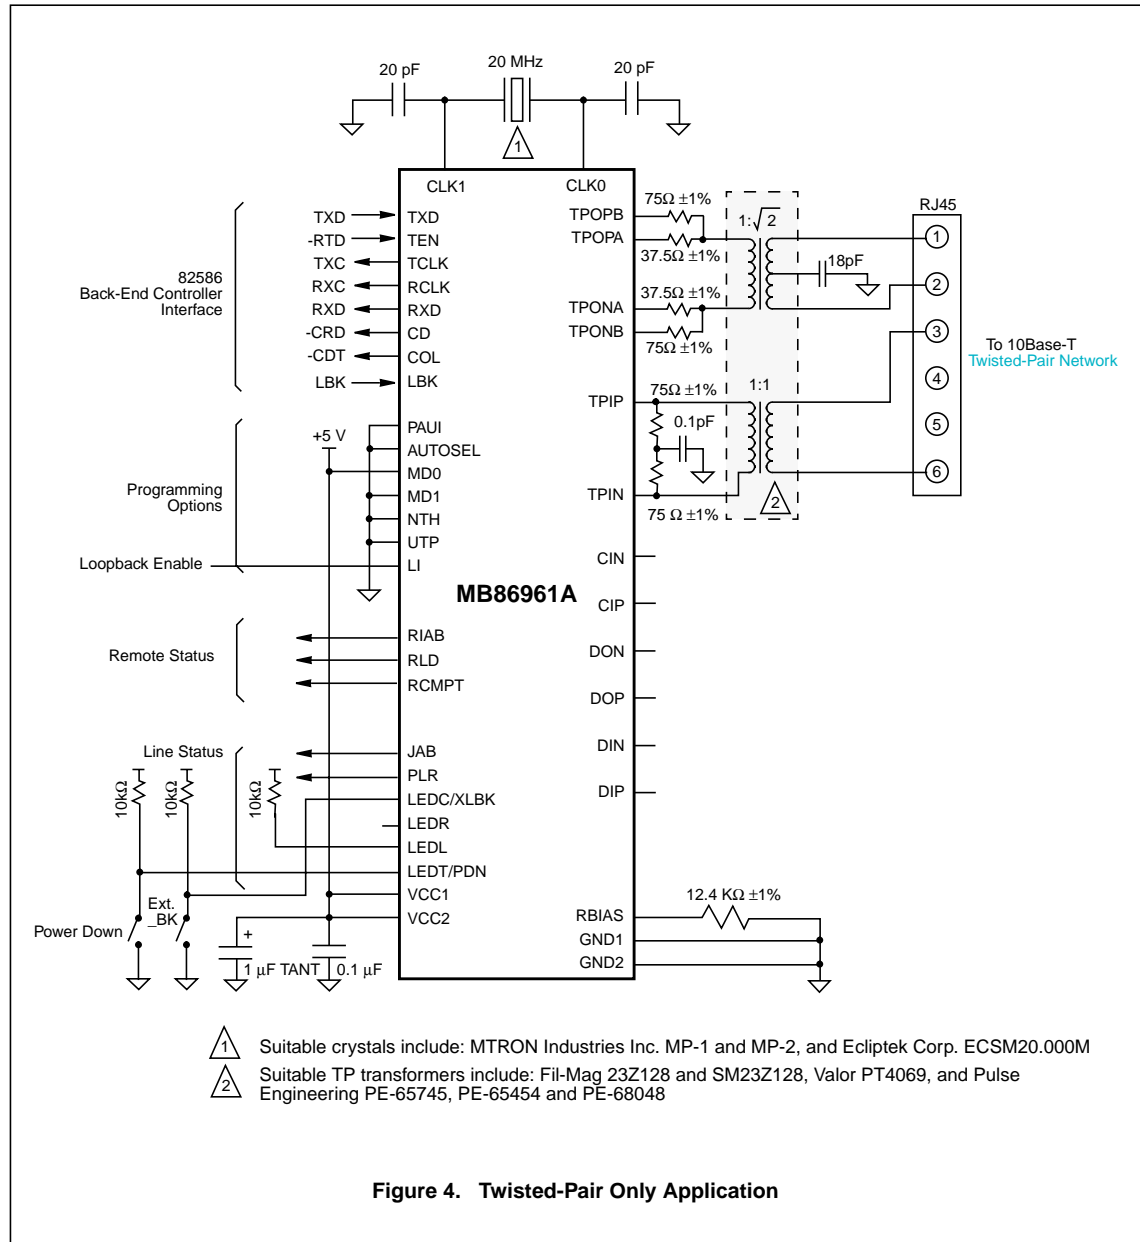 20 pF
20 MHz
20 pF
1
CLK1
CLK0
82586
Back-End Controller
Interface
TXD
-RTD
TXC
RXC
RXD
-CRD
-CDT
LBK
TXD
TEN
TCLK
RCLK
RXD
CD
COL
LBK
TPOPB
TPOPA
TPONA
TPONB
TPIP
TPIN
75Ω ±1%
37.5Ω ±1%
37.5Ω ±1%
75Ω ±1%
1:√2
18pF
75Ω ±1%
0.1pF
75 Ω ±1%
1:1
2
RJ45
1
2
3
4
5
6
To 10Base-T
Twisted-Pair Network
Programming
Options
+5 V
Loopback Enable
PAUI
AUTOSEL
MD0
MD1
NTH
UTP
LI
MB86961A
CIN
CIP
DON
DOP
DIN
DIP
Remote Status
RIAB
RLD
RCMPT
Line Status
10kΩ
10kΩ
10kΩ
JAB
PLR
LEDC/XLBK
LEDR
LEDL
LEDT/PDN
VCC1
VCC2
Power Down
Ext.
_BK
+
1 µF TANT
0.1 µF
RBIAS
GND1
GND2
12.4 KΩ ±1%
1 Suitable crystals include: MTRON Industries Inc. MP-1 and MP-2, and Ecliptek Corp. ECSM20.000M
2 Suitable TP transformers include: Fil-Mag 23Z128 and SM23Z128, Valor PT4069, and Pulse
Engineering PE-65745, PE-65454 and PE-68048
Figure 4. Twisted-Pair Only Application